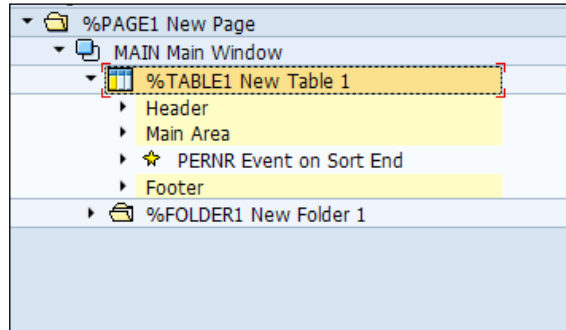 %PAGE1 New Page
MAIN Main Window
%TABLE1 New Table 1
Header
Main Area
PERNR Event on Sort End
Footer
%FOLDER1 New Folder 1